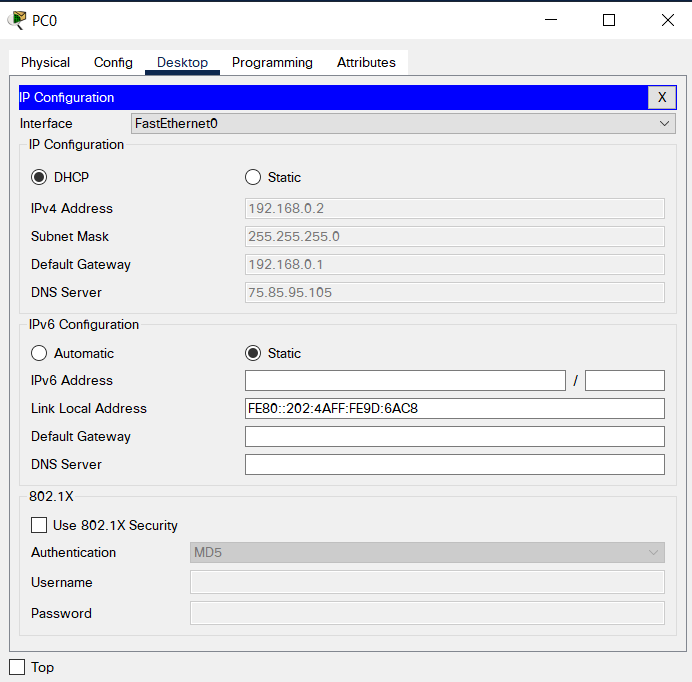 PC0
Physical Config Desktop Programming Attributes
IP Configuration X
Interface FastEthernet0
IP Configuration
DHCP Static
IPv4 Address 192.168.0.2
Subnet Mask 255.255.255.0
Default Gateway 192.168.0.1
DNS Server 75.85.95.105
IPv6 Configuration
Automatic Static
IPv6 Address /
Link Local Address FE80::202:4AFF:FE9D:6AC8
Default Gateway
DNS Server
802.1X
Use 802.1X Security
Authentication MD5
Username
Password
Top